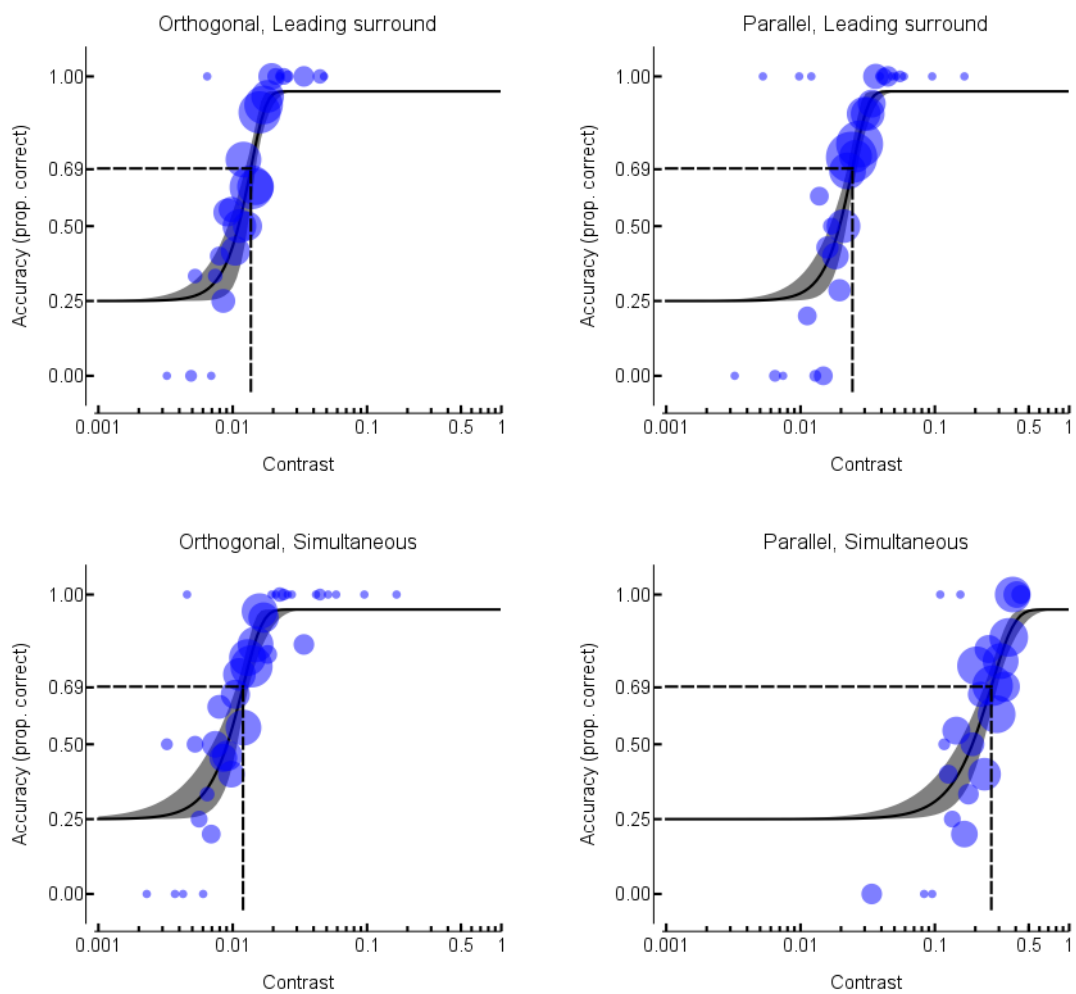 Orthogonal, Leading surround
Accuracy (prop. correct)
1.00
0.69
0.50
0.25
0.00
0.001 0.01 0.1 0.5 1
Contrast
Parallel, Leading surround
Accuracy (prop. correct)
1.00
0.69
0.50
0.25
0.00
0.001 0.01 0.1 0.5 1
Contrast
Orthogonal, Simultaneous
Accuracy (prop. correct)
1.00
0.69
0.50
0.25
0.00
0.001 0.01 0.1 0.5 1
Contrast
Parallel, Simultaneous
Accuracy (prop. correct)
1.00
0.69
0.50
0.25
0.00
0.001 0.01 0.1 0.5 1
Contrast